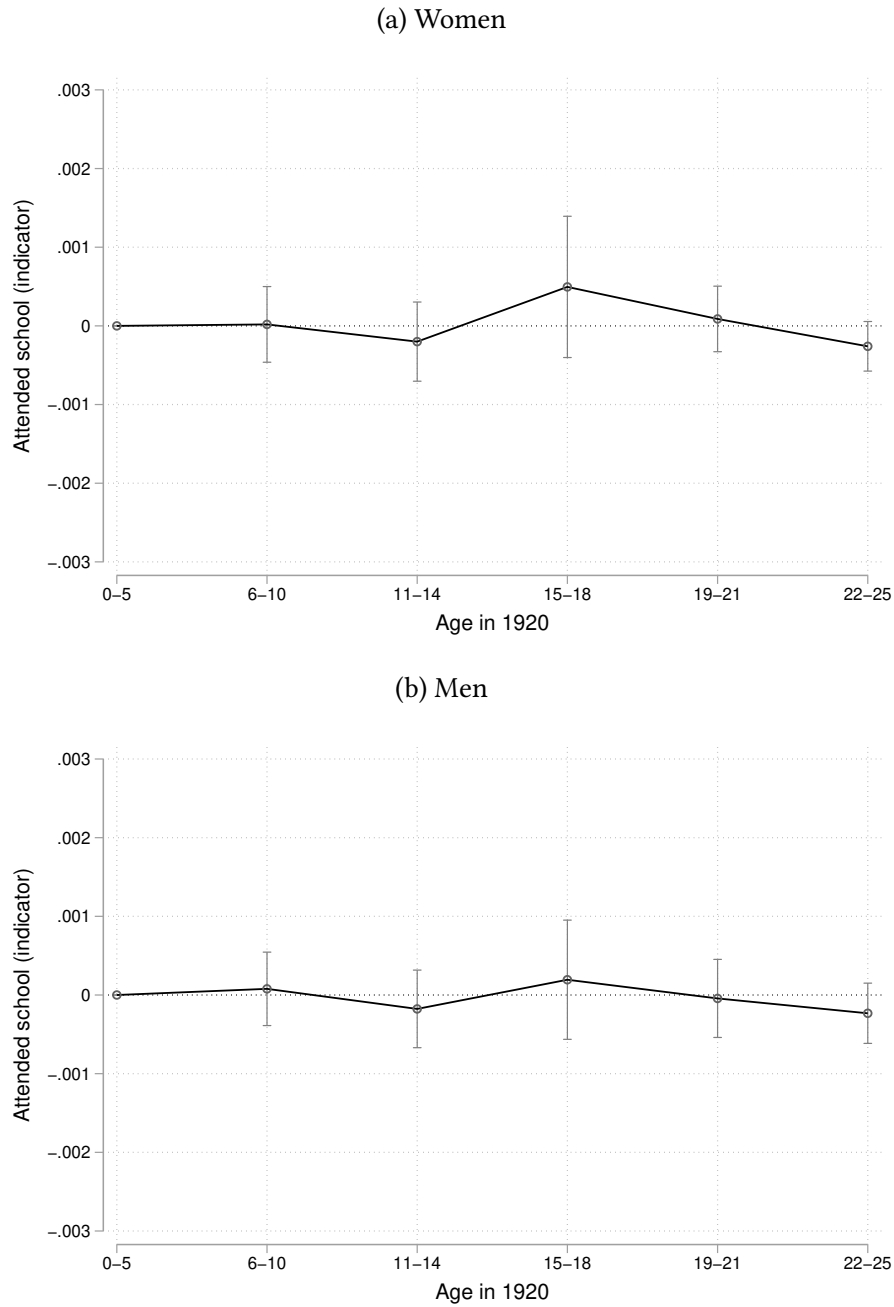 (a) Women
.003
.002
.001
0
−.001
−.002
−.003
Attended school (indicator)
0−5 6−10 11−14 15−18 19−21 22−25
Age in 1920
(b) Men
.003
.002
.001
0
−.001
−.002
−.003
Attended school (indicator)
0−5 6−10 11−14 15−18 19−21 22−25
Age in 1920